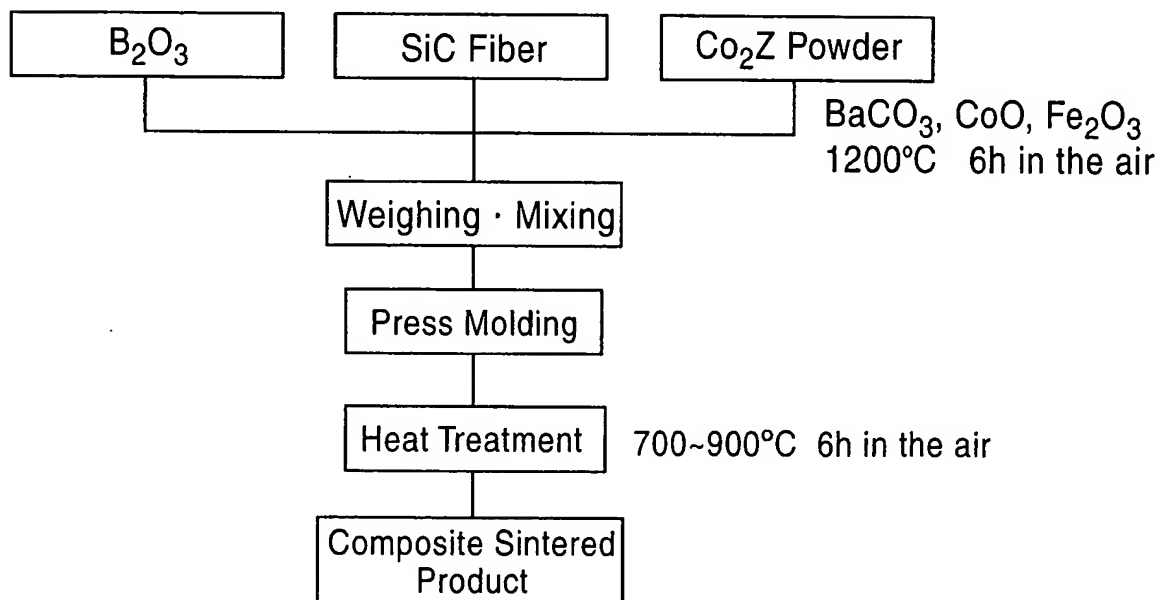 B₂O₃
SiC Fiber
Co₂Z Powder
BaCO₃, CoO, Fe₂O₃
1200°C 6h in the air
Weighing · Mixing
Press Molding
Heat Treatment
700~900°C 6h in the air
Composite Sintered
Product